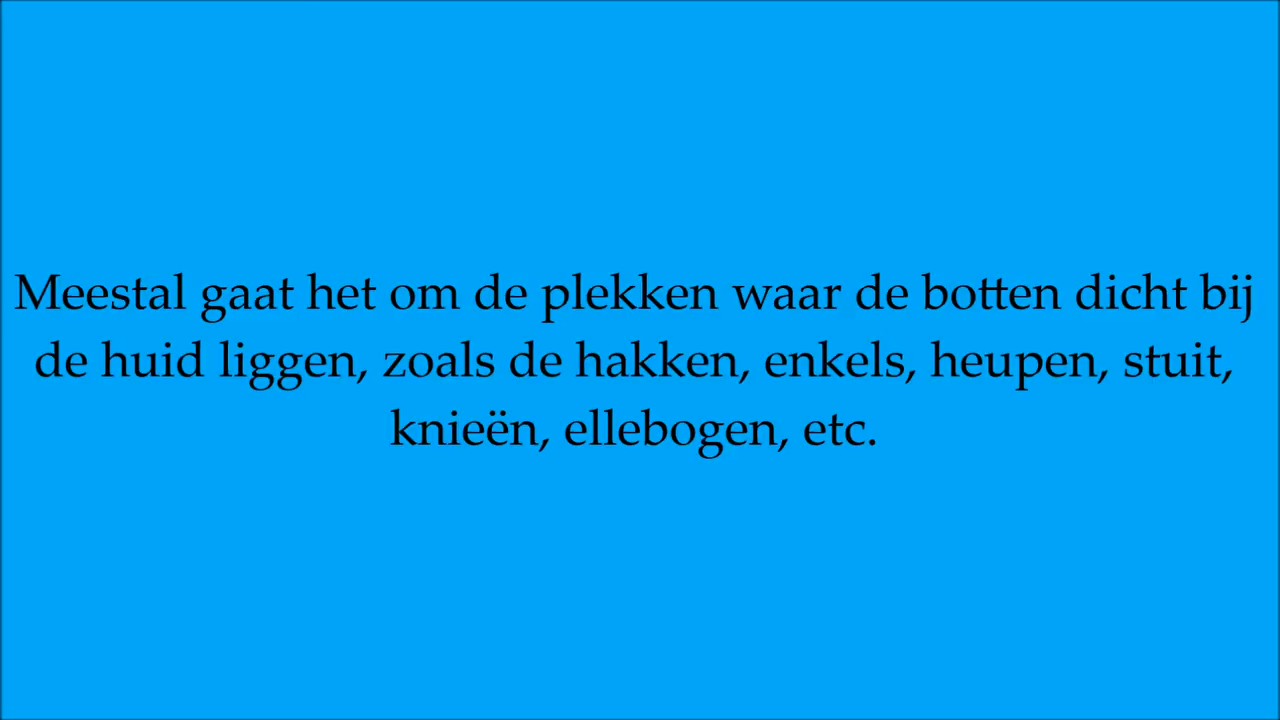 Meestal gaat het om de plekken waar de botten dicht bij
de huid liggen, zoals de hakken, enkels, heupen, stuit,
knieën, ellebogen, etc.